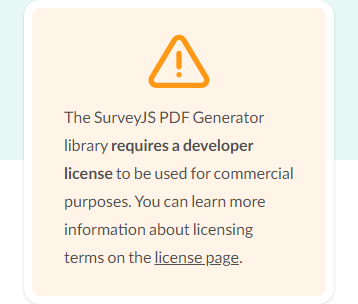 The SurveyJS PDF Generator
library requires a developer
license to be used for commercial
purposes. You can learn more
information about licensing
terms on the license page.